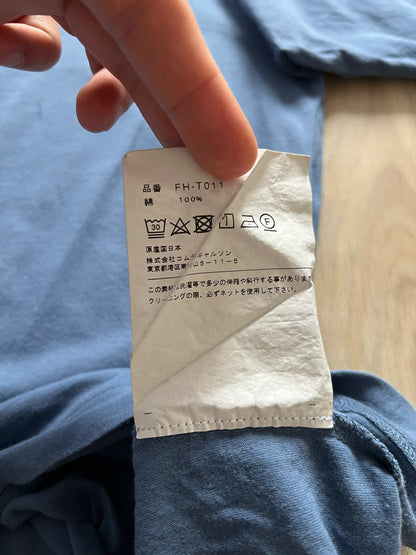 品番 FH-T011
綿 100%
30 F
原産国日本
株式会社コムデギャルソン
東京都港区 山5-11-5
この素材 洗濯等で多少の伸縮や斜行する事があります
クリーニングの際、必ずネットを使用して下さい。